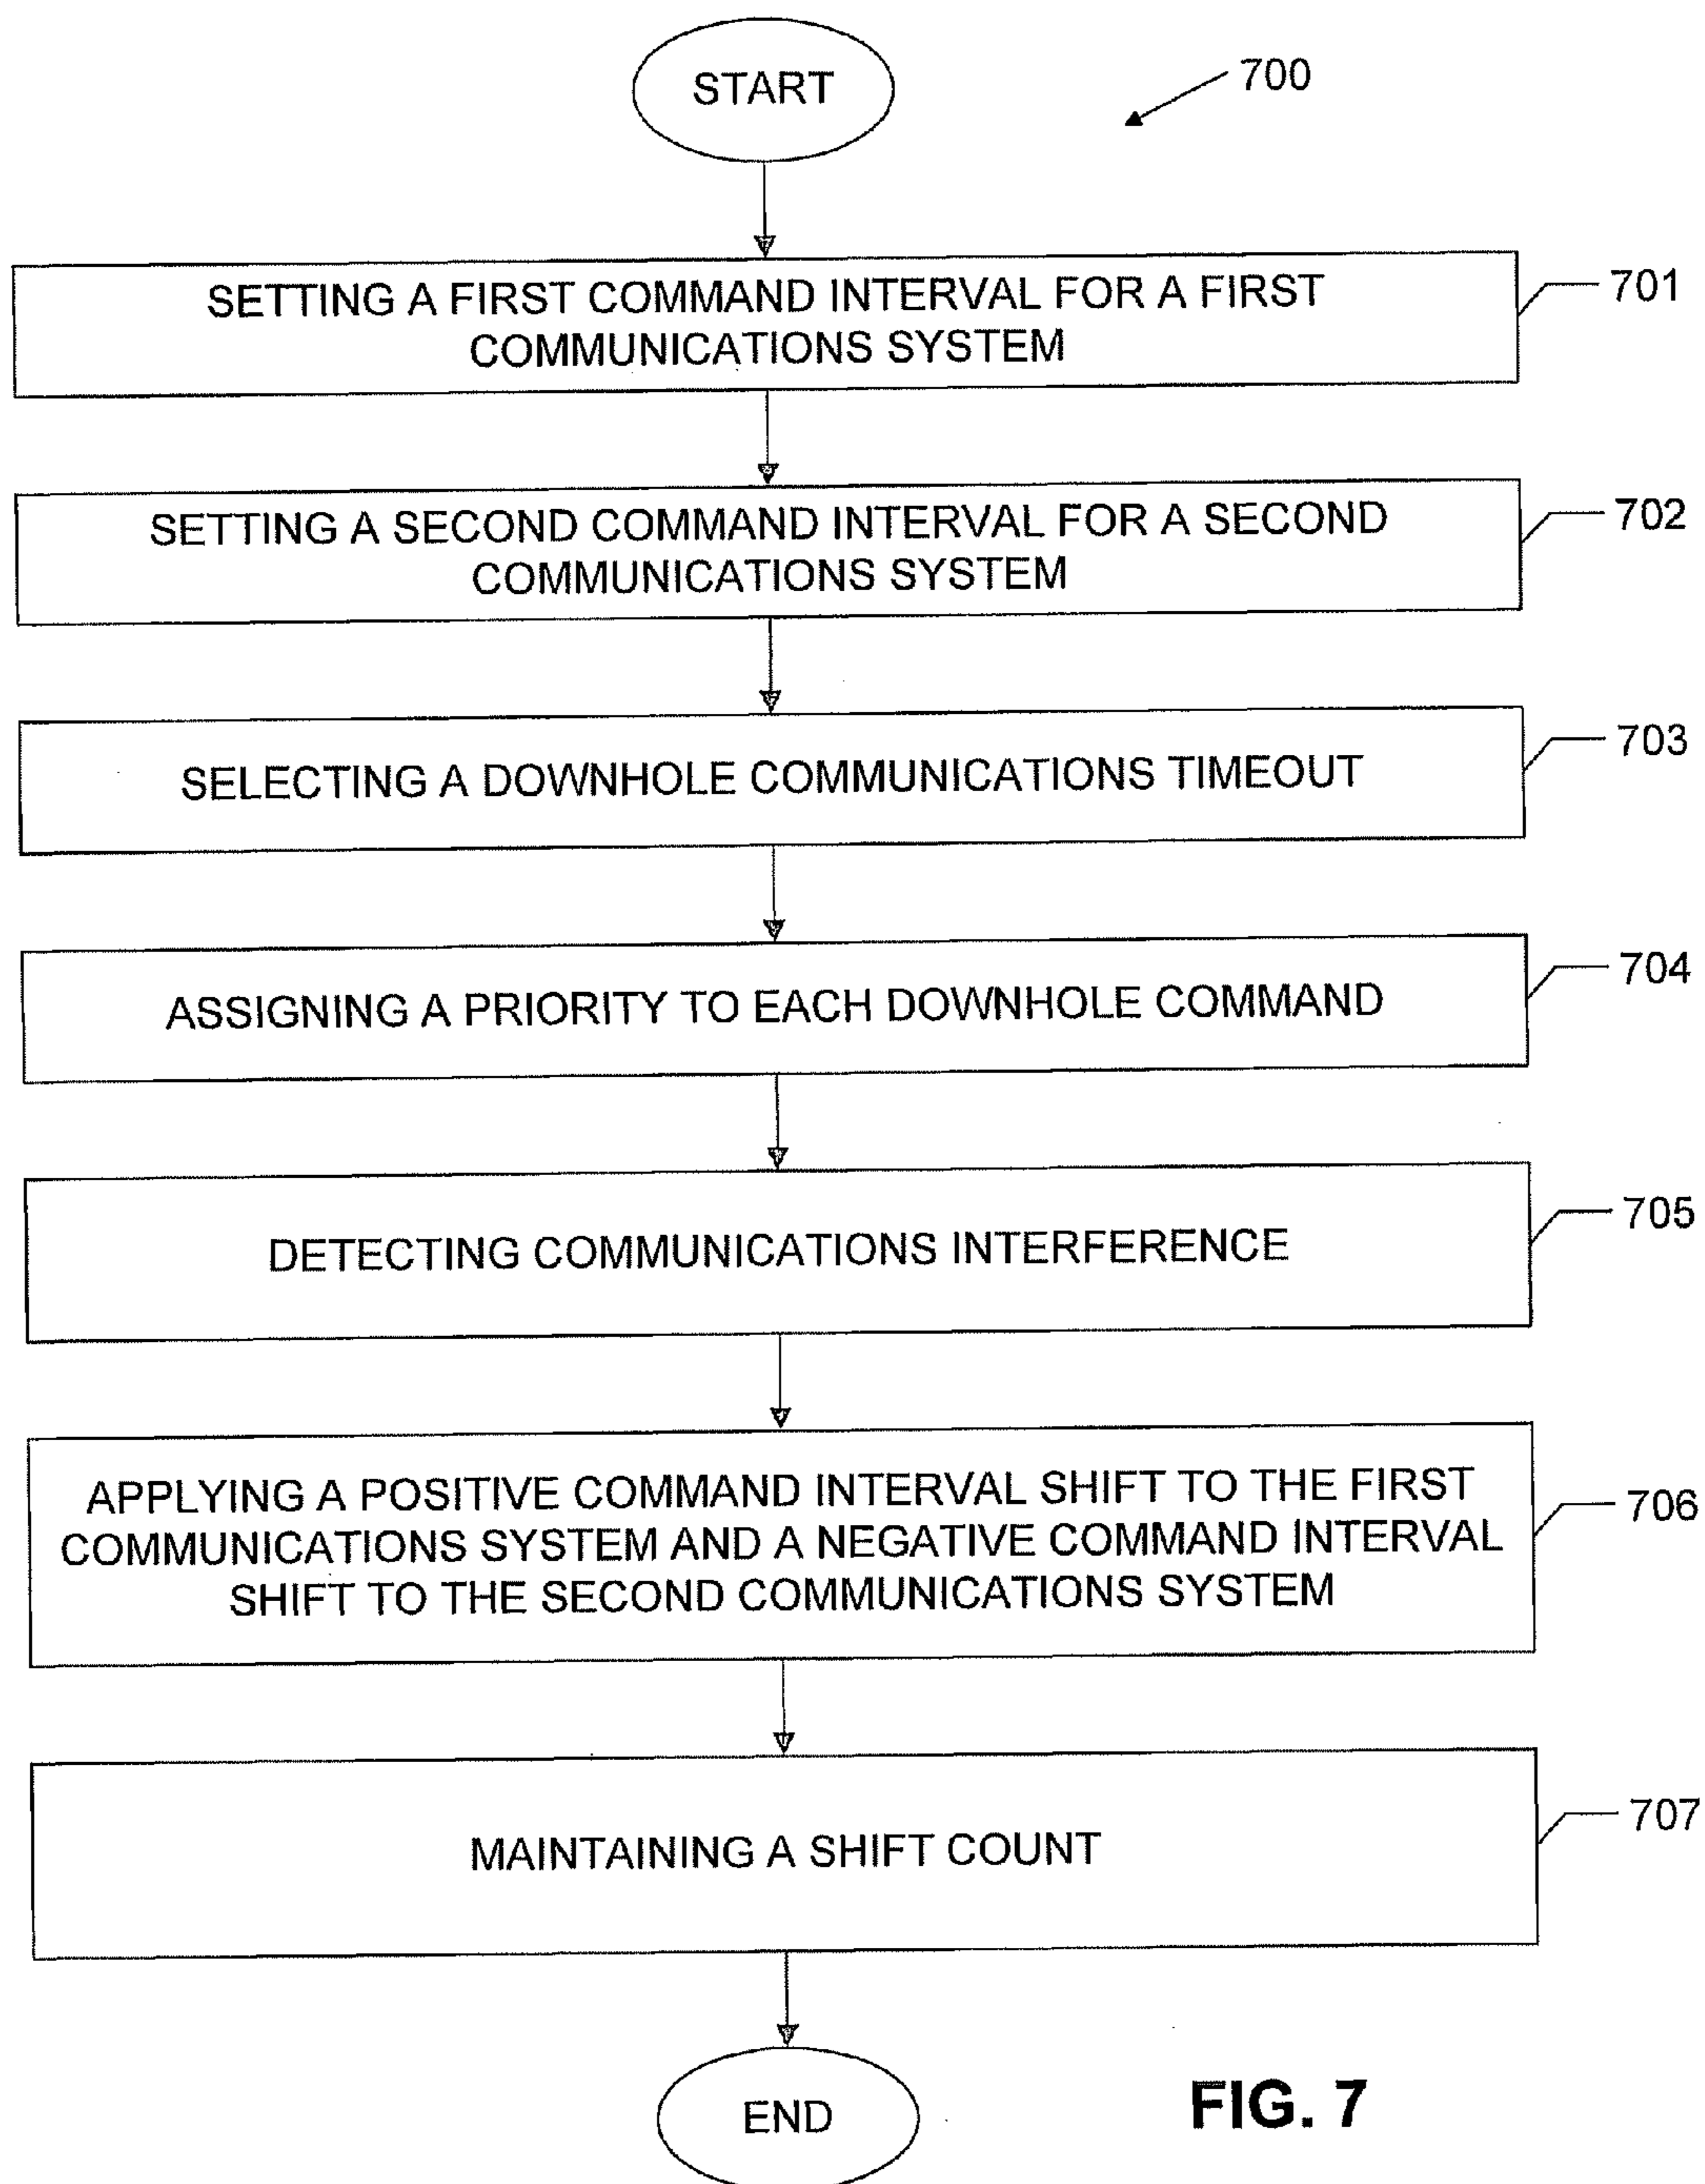 START
700
SETTING A FIRST COMMAND INTERVAL FOR A FIRST
COMMUNICATIONS SYSTEM
701
SETTING A SECOND COMMAND INTERVAL FOR A SECOND
COMMUNICATIONS SYSTEM
702
SELECTING A DOWNHOLE COMMUNICATIONS TIMEOUT
703
ASSIGNING A PRIORITY TO EACH DOWNHOLE COMMAND
704
DETECTING COMMUNICATIONS INTERFERENCE
705
APPLYING A POSITIVE COMMAND INTERVAL SHIFT TO THE FIRST
COMMUNICATIONS SYSTEM AND A NEGATIVE COMMAND INTERVAL
SHIFT TO THE SECOND COMMUNICATIONS SYSTEM
706
MAINTAINING A SHIFT COUNT
707
END
FIG. 7